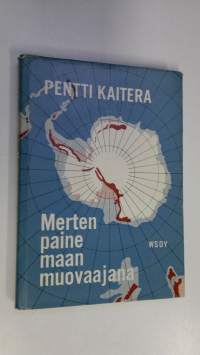 PENTTI KAITERA
Merten
paine
maan
muovaajana
WSOY